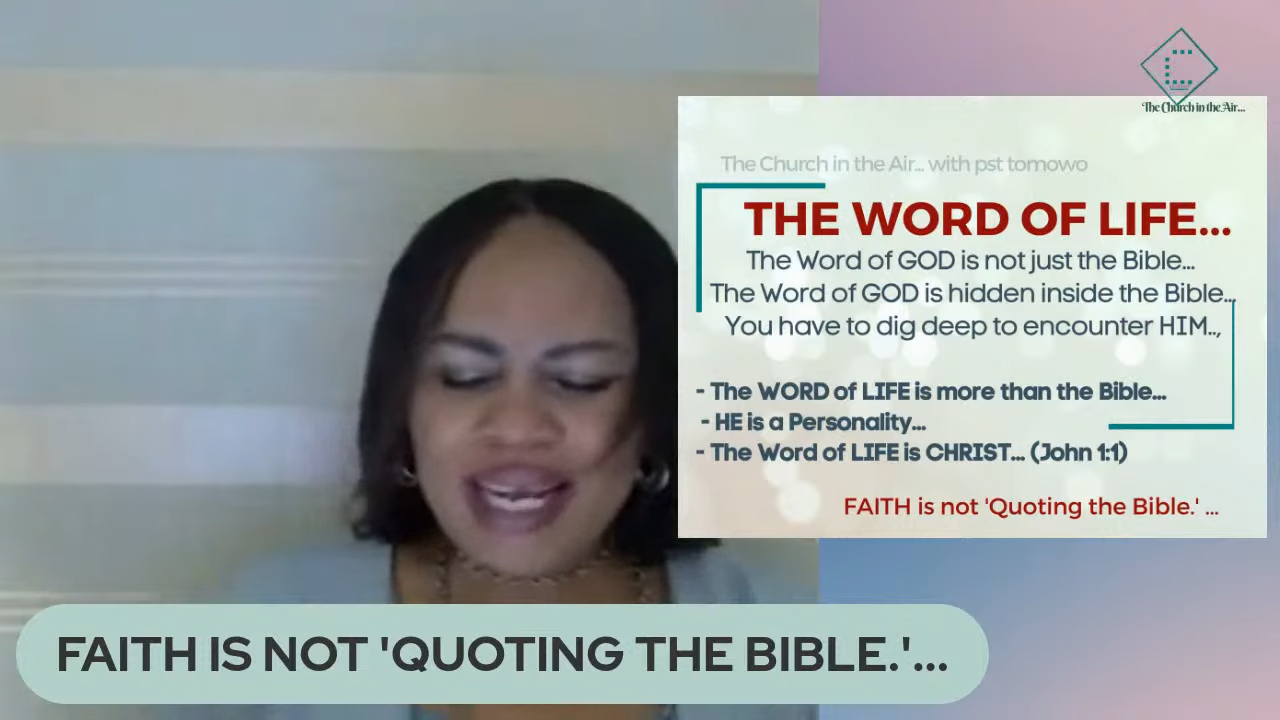 The Church in the Air...
The Church in the Air... with pst tomowo
THE WORD OF LIFE...
The Word of GOD is not just the Bible...
The Word of GOD is hidden inside the Bible...
You have to dig deep to encounter HIM..,
- The WORD of LIFE is more than the Bible...
- HE is a Personality...
- The Word of LIFE is CHRIST... (John 1:1)
FAITH is not 'Quoting the Bible.' ...
FAITH IS NOT 'QUOTING THE BIBLE.'...